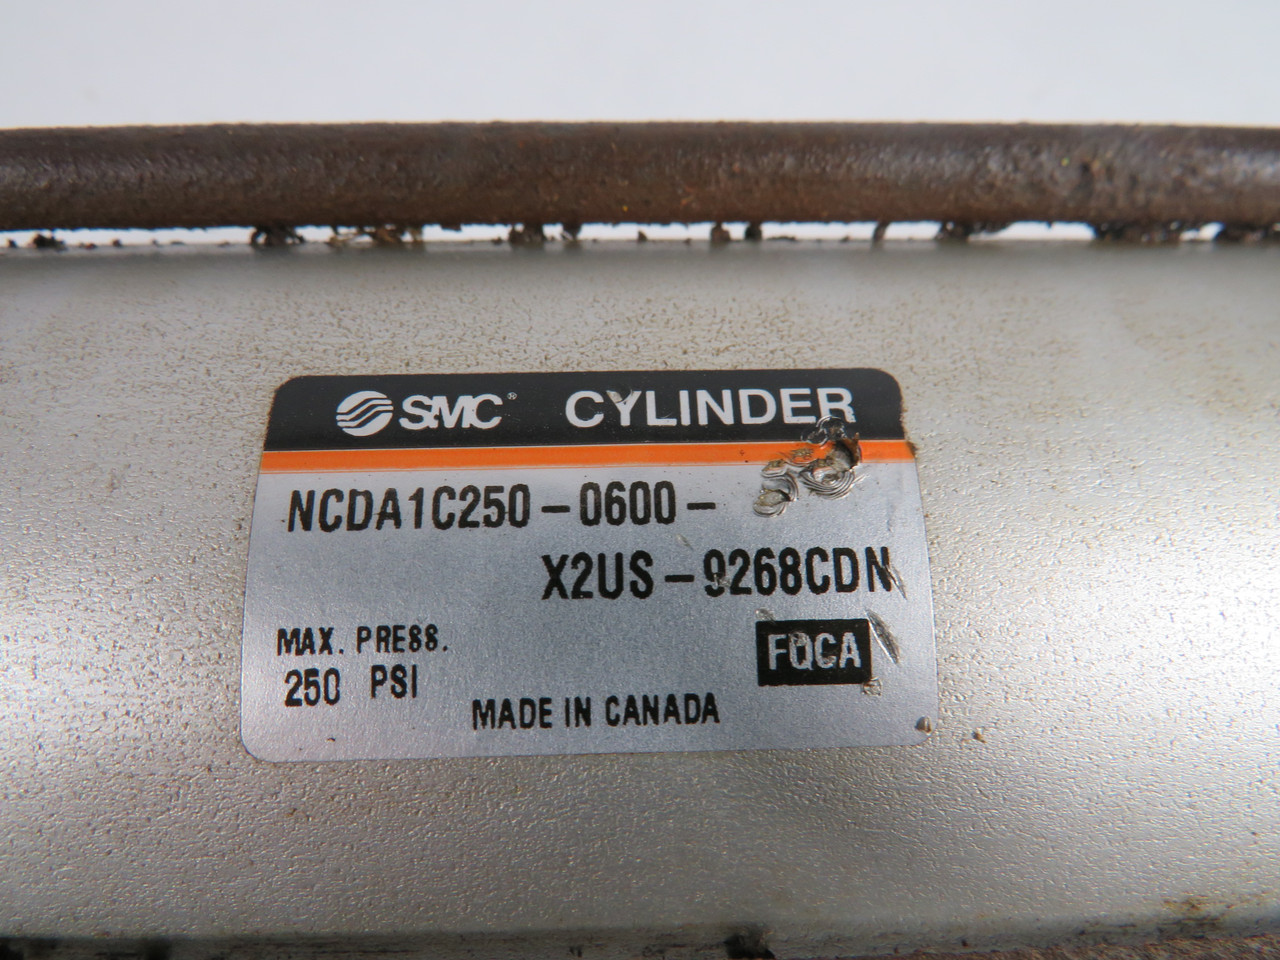 SMC® CYLINDER
NCDA1C250-0600-
X2US-9268CDN
MAX. PRESS.
250 PSI
FQCA
MADE IN CANADA